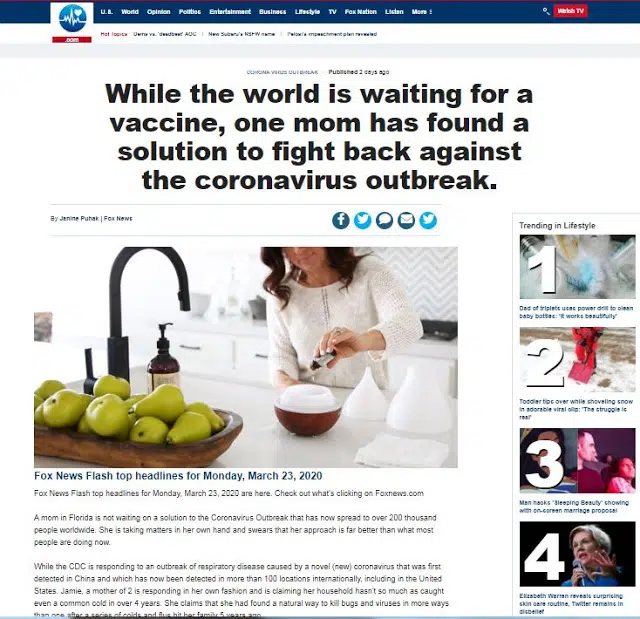 .com
U.S. World Opinion Politics Entertainment Business Lifestyle TV Fox Nation Listen More
Watch TV
Hot Topics Dems vs. 'deadbeat' AOC | New Subaru's NSFW name | Pelosi's impeachment plan revealed
CORONA VIRUS OUTBREAK Published 2 days ago
While the world is waiting for a
vaccine, one mom has found a
solution to fight back against
the coronavirus outbreak.
By Janine Puhak | Fox News
Trending in Lifestyle
1
Dad of triplets uses power drill to clean
baby bottles: 'It works beautifully'
2
Toddler tips over while shoveling snow
in adorable viral clip: 'The struggle is
real'
3
Man hacks 'Sleeping Beauty' showing
with on-screen marriage proposal
4
Elizabeth Warren reveals surprising
skin care routine, Twitter remains in
disbelief
Fox News Flash top headlines for Monday, March 23, 2020
Fox News Flash top headlines for Monday, March 23, 2020 are here. Check out what's clicking on Foxnews.com
A mom in Florida is not waiting on a solution to the Coronavirus Outbreak that has now spread to over 200 thousand
people worldwide. She is taking matters in her own hand and swears that her approach is far better than what most
people are doing now.
While the CDC is responding to an outbreak of respiratory disease caused by a novel (new) coronavirus that was first
detected in China and which has now been detected in more than 100 locations internationally, including in the United
States. Jamie, a mother of 2 is responding in her own fashion and is claiming her household hasn't so much as caught
even a common cold in over 4 years. She claims that she had found a natural way to kill bugs and viruses in more ways
than one after a series of colds and flus hit her family 5 years ago.